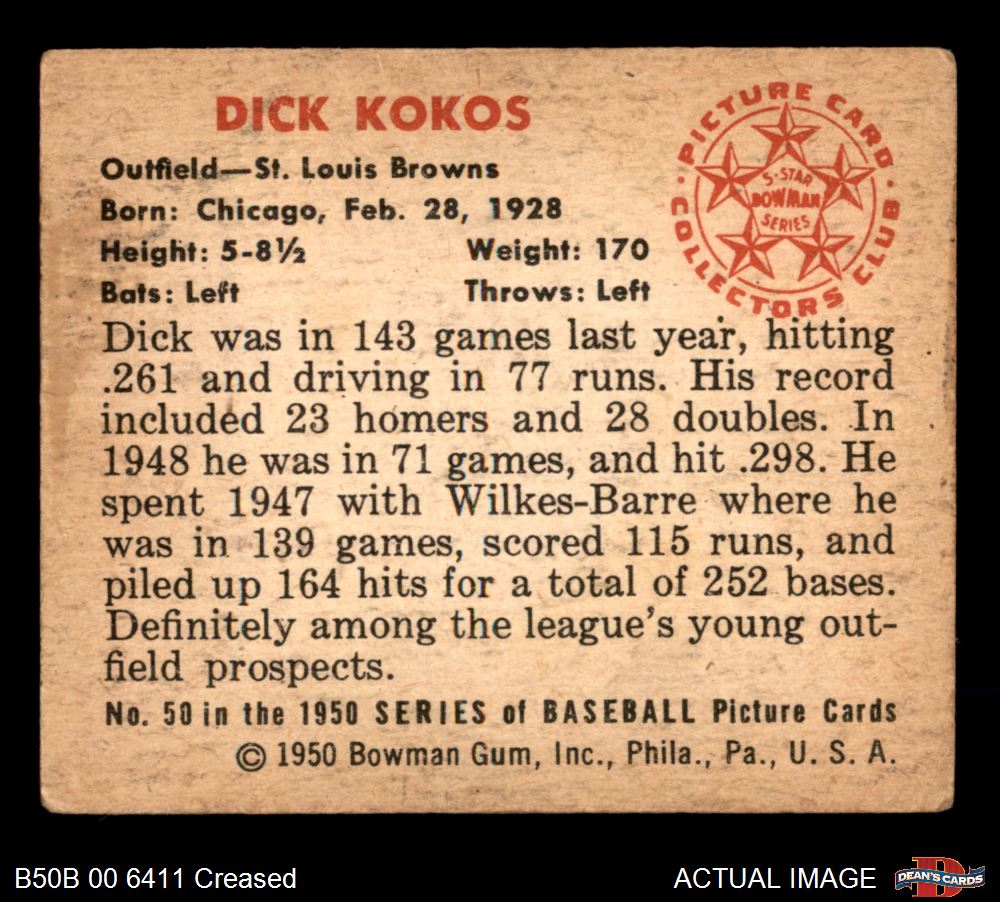 DICK KOKOS
Outfield—St. Louis Browns
Born: Chicago, Feb. 28, 1928
Height: 5-8½ Weight: 170
Bats: Left Throws: Left
PICTURE CARD COLLECTORS CLUB
5-STAR
BOWMAN
SERIES
Dick was in 143 games last year, hitting
.261 and driving in 77 runs. His record
included 23 homers and 28 doubles. In
1948 he was in 71 games, and hit .298. He
spent 1947 with Wilkes-Barre where he
was in 139 games, scored 115 runs, and
piled up 164 hits for a total of 252 bases.
Definitely among the league's young out-
field prospects.
No. 50 in the 1950 SERIES of BASEBALL Picture Cards
© 1950 Bowman Gum, Inc., Phila., Pa., U. S. A.
B50B 00 6411 Creased
ACTUAL IMAGE
D
DEAN'S CARDS